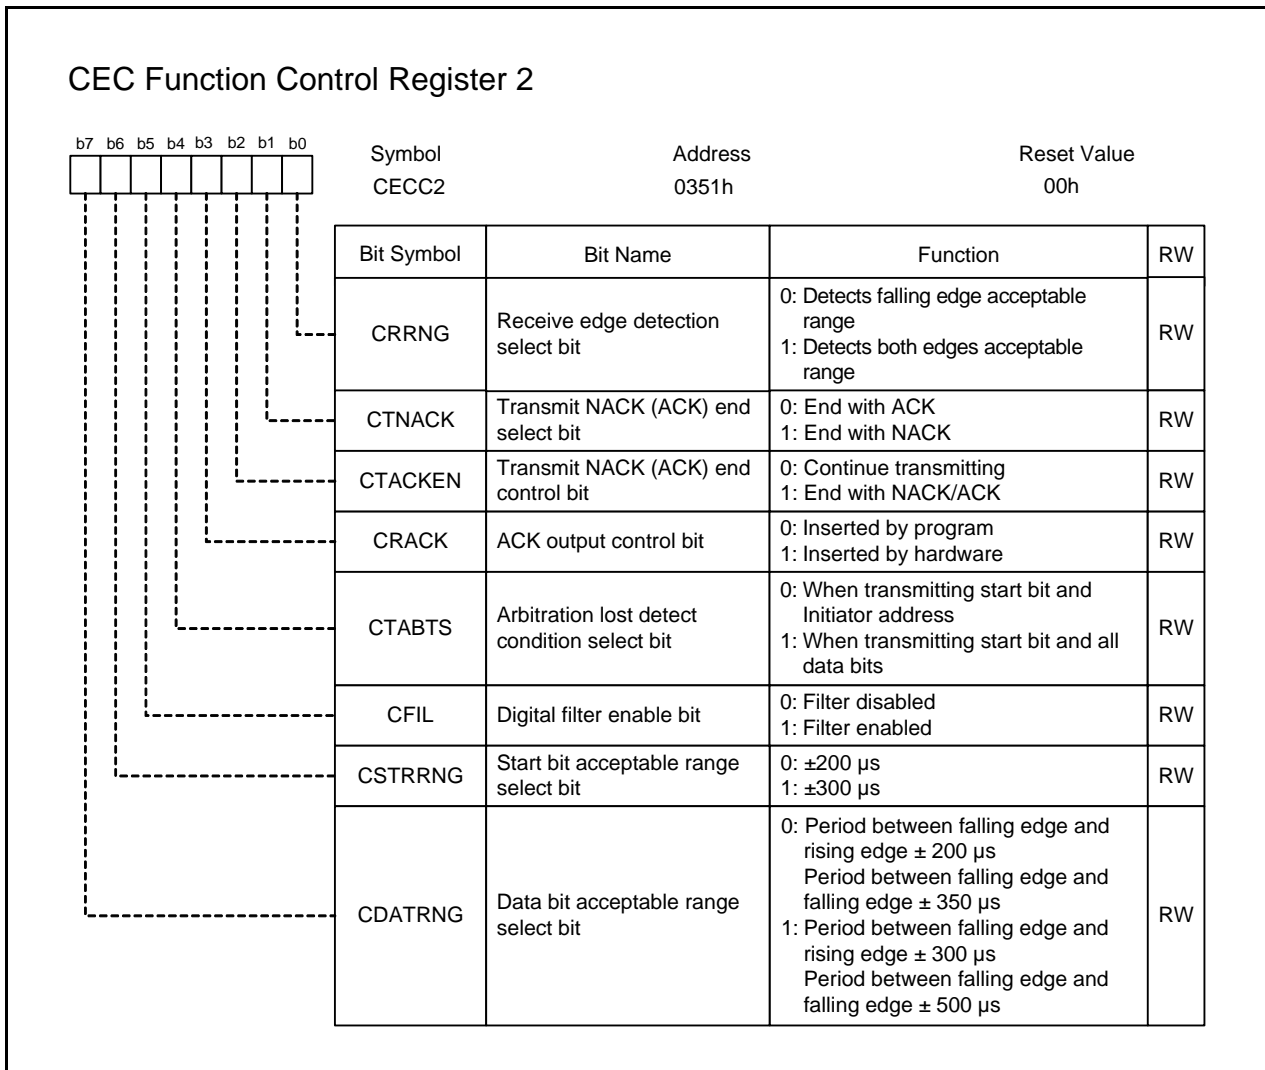 CEC Function Control Register 2
b7 b6 b5 b4 b3 b2 b1 b0
Symbol Address Reset Value
CECC2 0351h 00h
Bit Symbol Bit Name Function RW
CRRNG
Receive edge detection
select bit
0: Detects falling edge acceptable
range
1: Detects both edges acceptable
range
RW
CTNACK
Transmit NACK (ACK) end
select bit
0: End with ACK
1: End with NACK
RW
CTACKEN
Transmit NACK (ACK) end
control bit
0: Continue transmitting
1: End with NACK/ACK
RW
CRACK
ACK output control bit
0: Inserted by program
1: Inserted by hardware
RW
CTABTS
Arbitration lost detect
condition select bit
0: When transmitting start bit and
Initiator address
1: When transmitting start bit and all
data bits
RW
CFIL
Digital filter enable bit
0: Filter disabled
1: Filter enabled
RW
CSTRRNG
Start bit acceptable range
select bit
0: ±200 µs
1: ±300 µs
RW
CDATRNG
Data bit acceptable range
select bit
0: Period between falling edge and
rising edge ± 200 µs
Period between falling edge and
falling edge ± 350 µs
1: Period between falling edge and
rising edge ± 300 µs
Period between falling edge and
falling edge ± 500 µs
RW